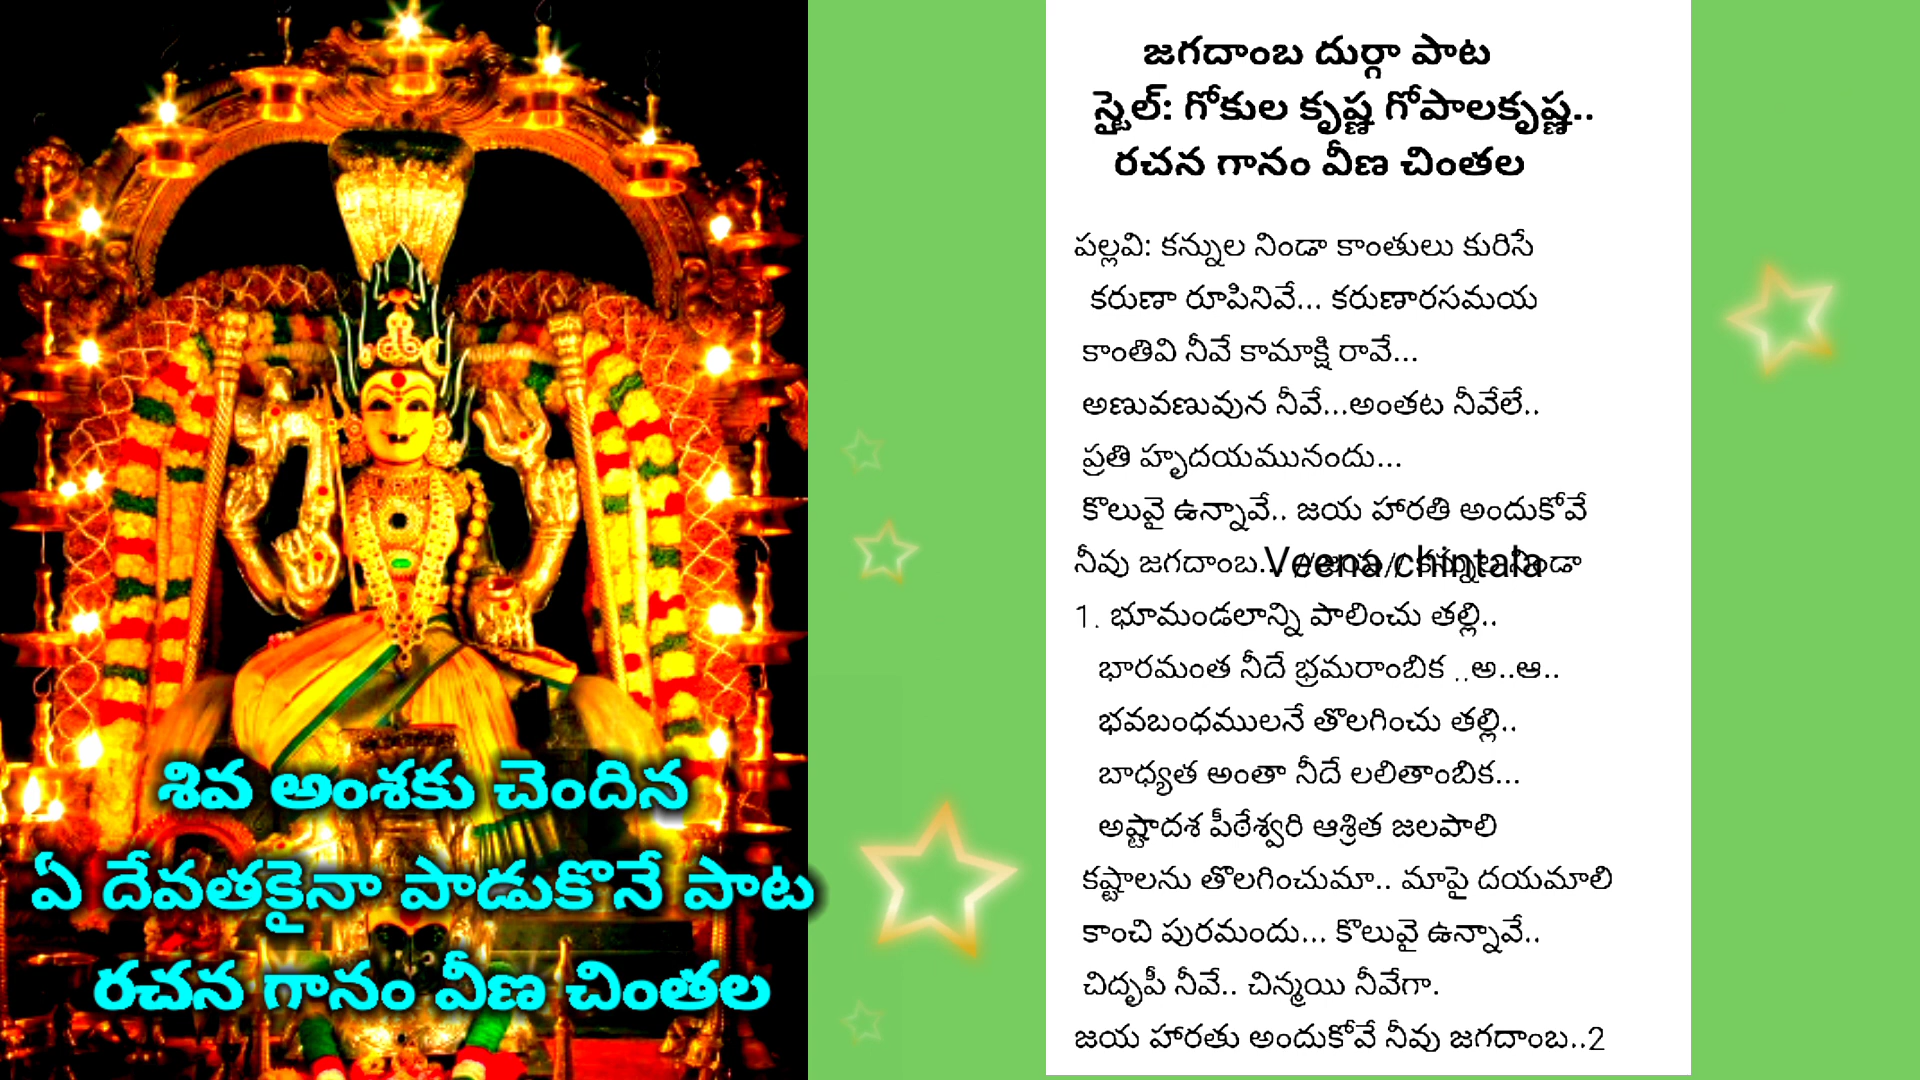 శివ అంశకు చెందిన
ఏ దేవతకైనా పాడుకొనే పాట
రచన గానం వీణ చింతల
జగదాంబ దుర్గా పాట
స్టైల్: గోకుల కృష్ణ గోపాలకృష్ణ..
రచన గానం వీణ చింతల
పల్లవి: కన్నుల నిండా కాంతులు కురిసే
కరుణా రూపినివే... కరుణారసమయ
కాంతివి నీవే కామాక్షి రావే...
అణువణువున నీవే...అంతట నీవేలే..
ప్రతి హృదయమునందు...
కొలువై ఉన్నావే.. జయ హారతి అందుకోవే
నీవు జగదాంబ.. //జయ// కన్నుల నిండా
Veena chintala
1. భూమండలాన్ని పాలించు తల్లి..
భారమంత నీదే భ్రమరాంబిక ..అ..ఆ..
భవబంధములనే తొలగించు తల్లి..
బాధ్యత అంతా నీదే లలితాంబిక...
అష్టాదశ పీఠేశ్వరి ఆశ్రిత జలపాలి
కష్టాలను తొలగించుమా.. మాపై దయమాలి
కాంచి పురమందు... కొలువై ఉన్నావే..
చిదృపీ నీవే.. చిన్మయి నీవేగా.
జయ హారతు అందుకోవే నీవు జగదాంబ..2